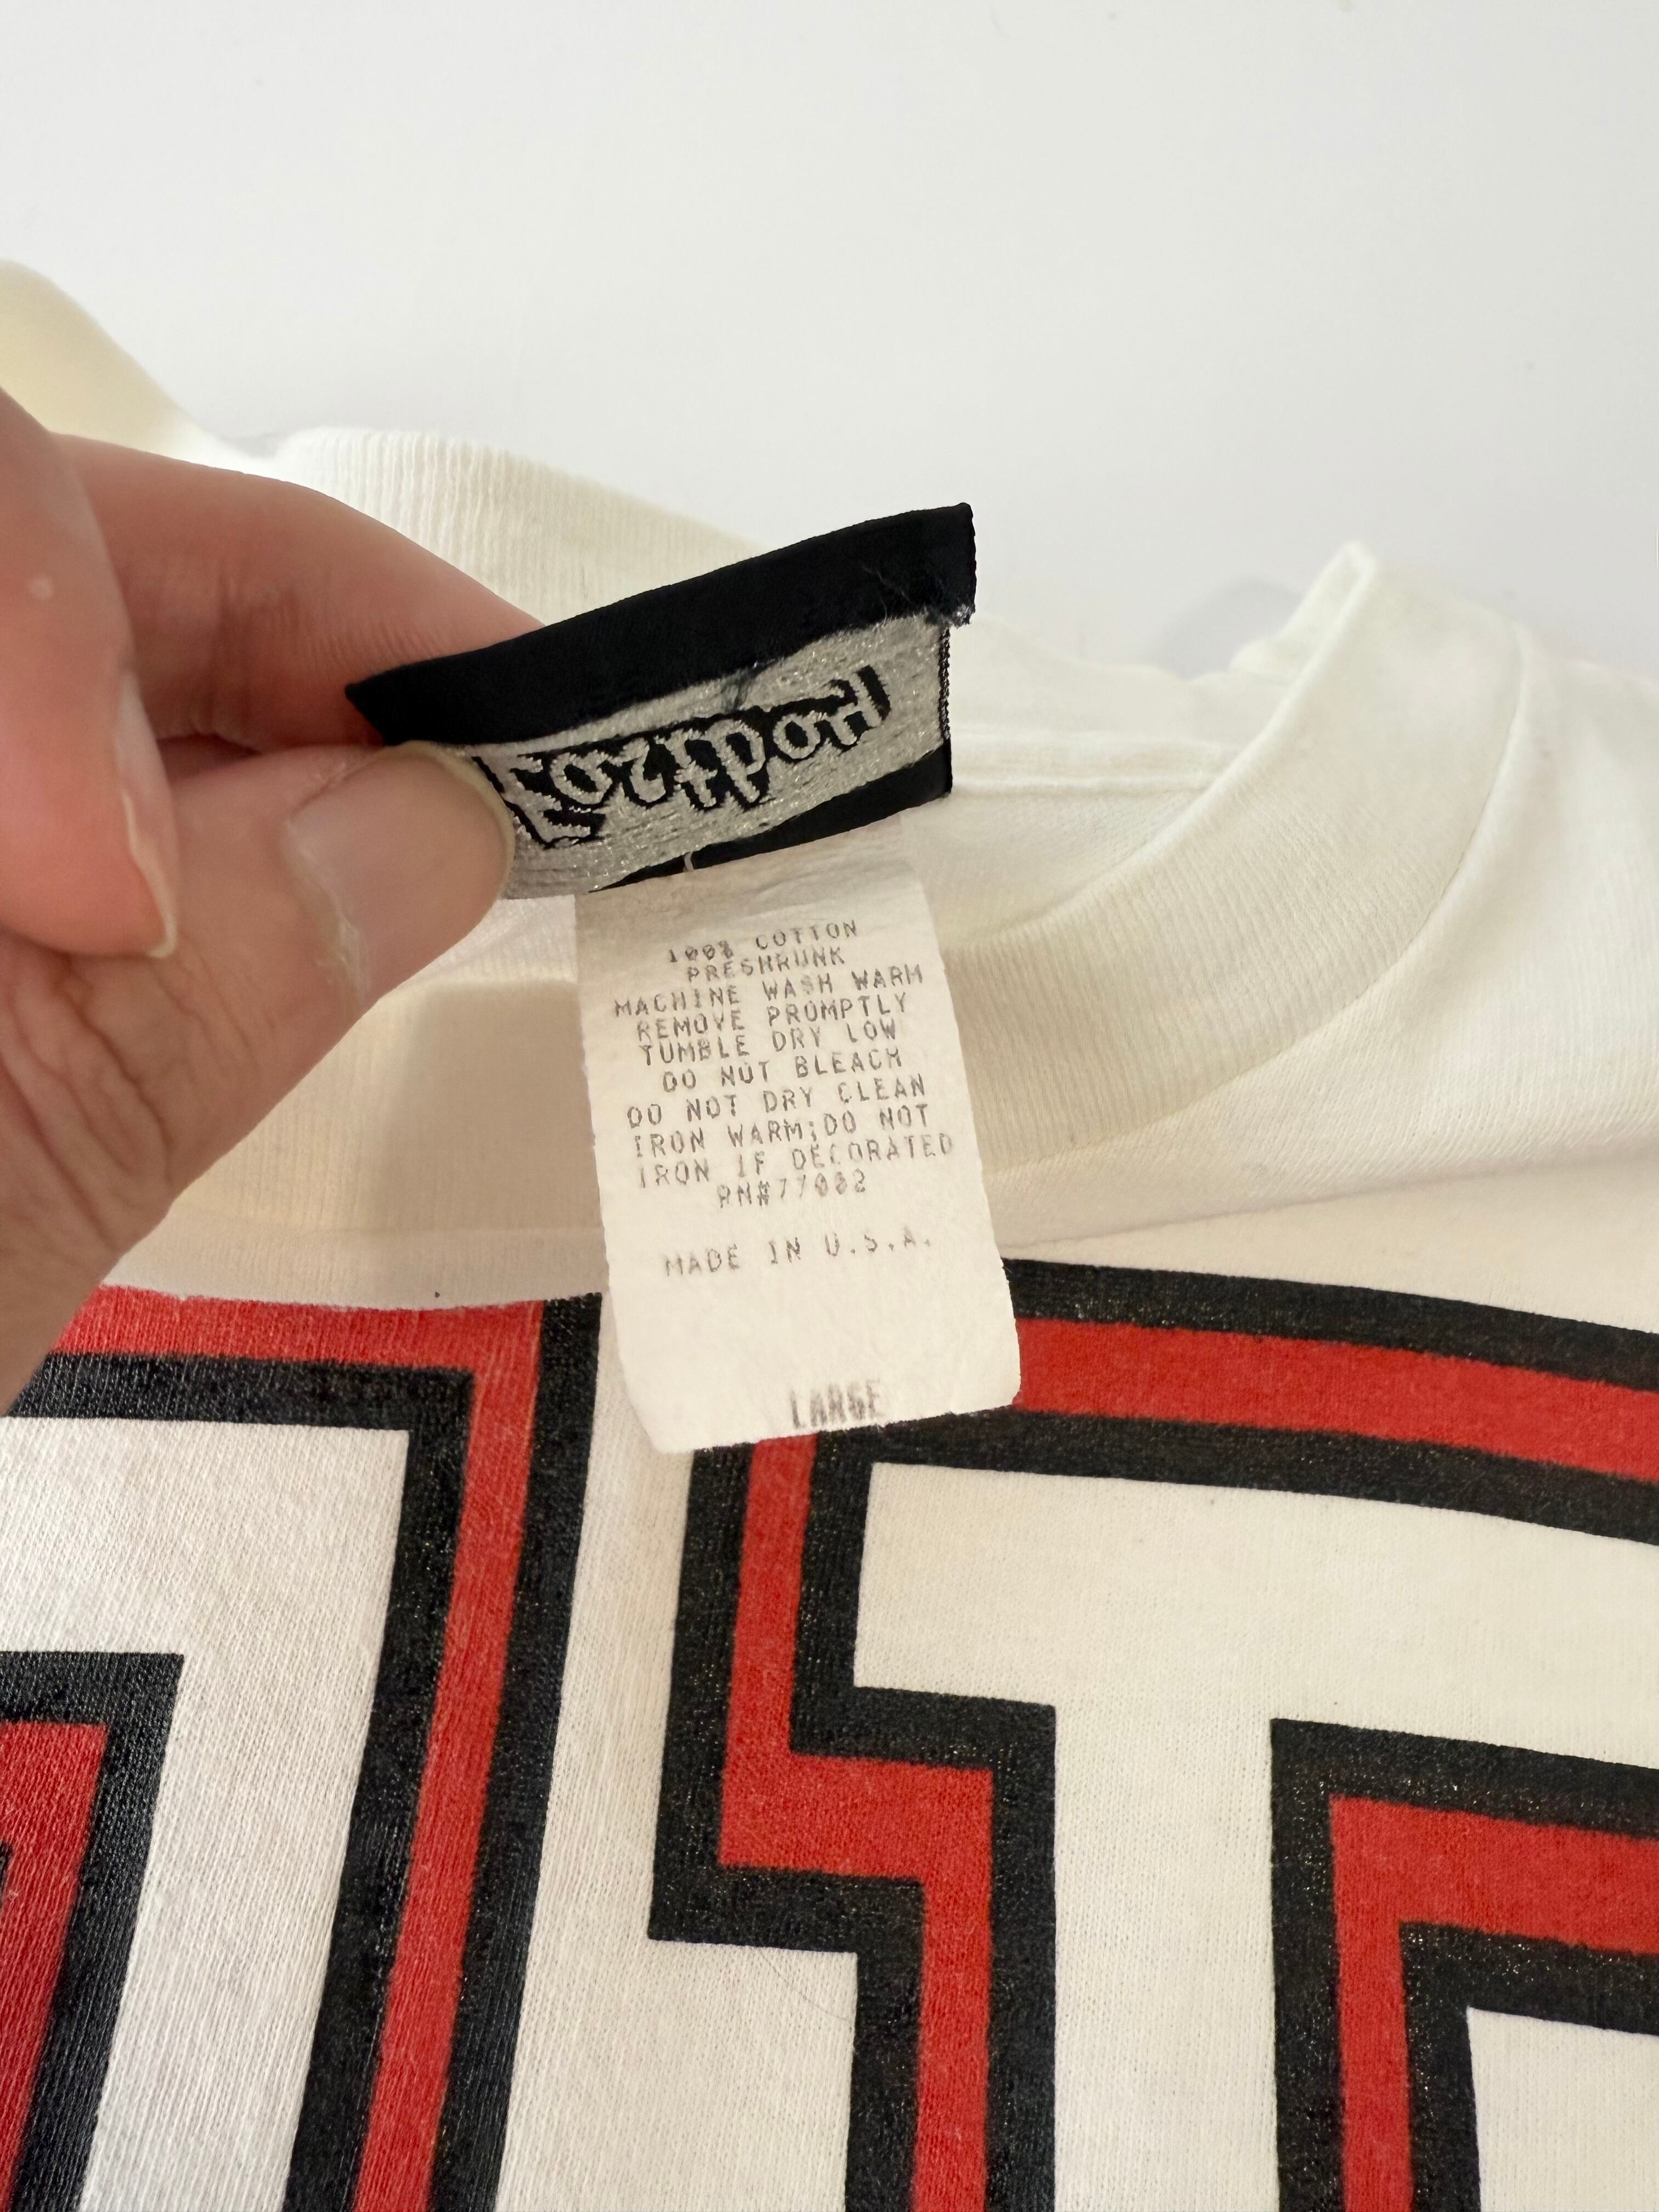 100% COTTON
PRESHRUNK
MACHINE WASH WARM
REMOVE PROMPTLY
TUMBLE DRY LOW
DO NOT BLEACH
DO NOT DRY CLEAN
IRON WARM;DO NOT
IRON IF DECORATED
RN#77082
MADE IN U.S.A.
LARGE